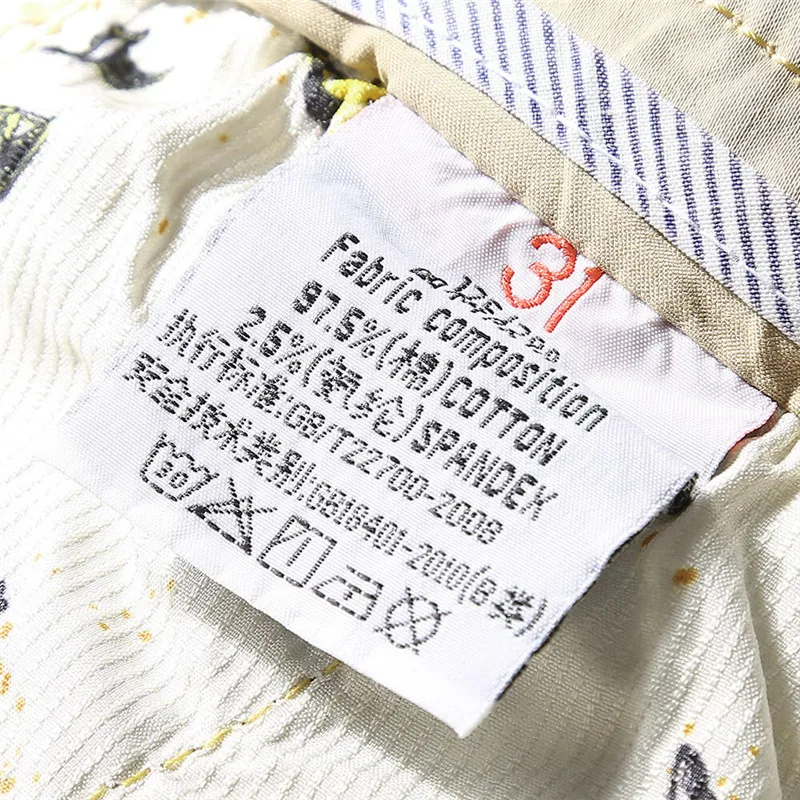 31
Fabric composition
97.5%(棉)COTTON
2.5%(氨纶)SPANDEX
执行标准:GB/T22700-2008
安全技术类别:GB18401-2010(B类)
30